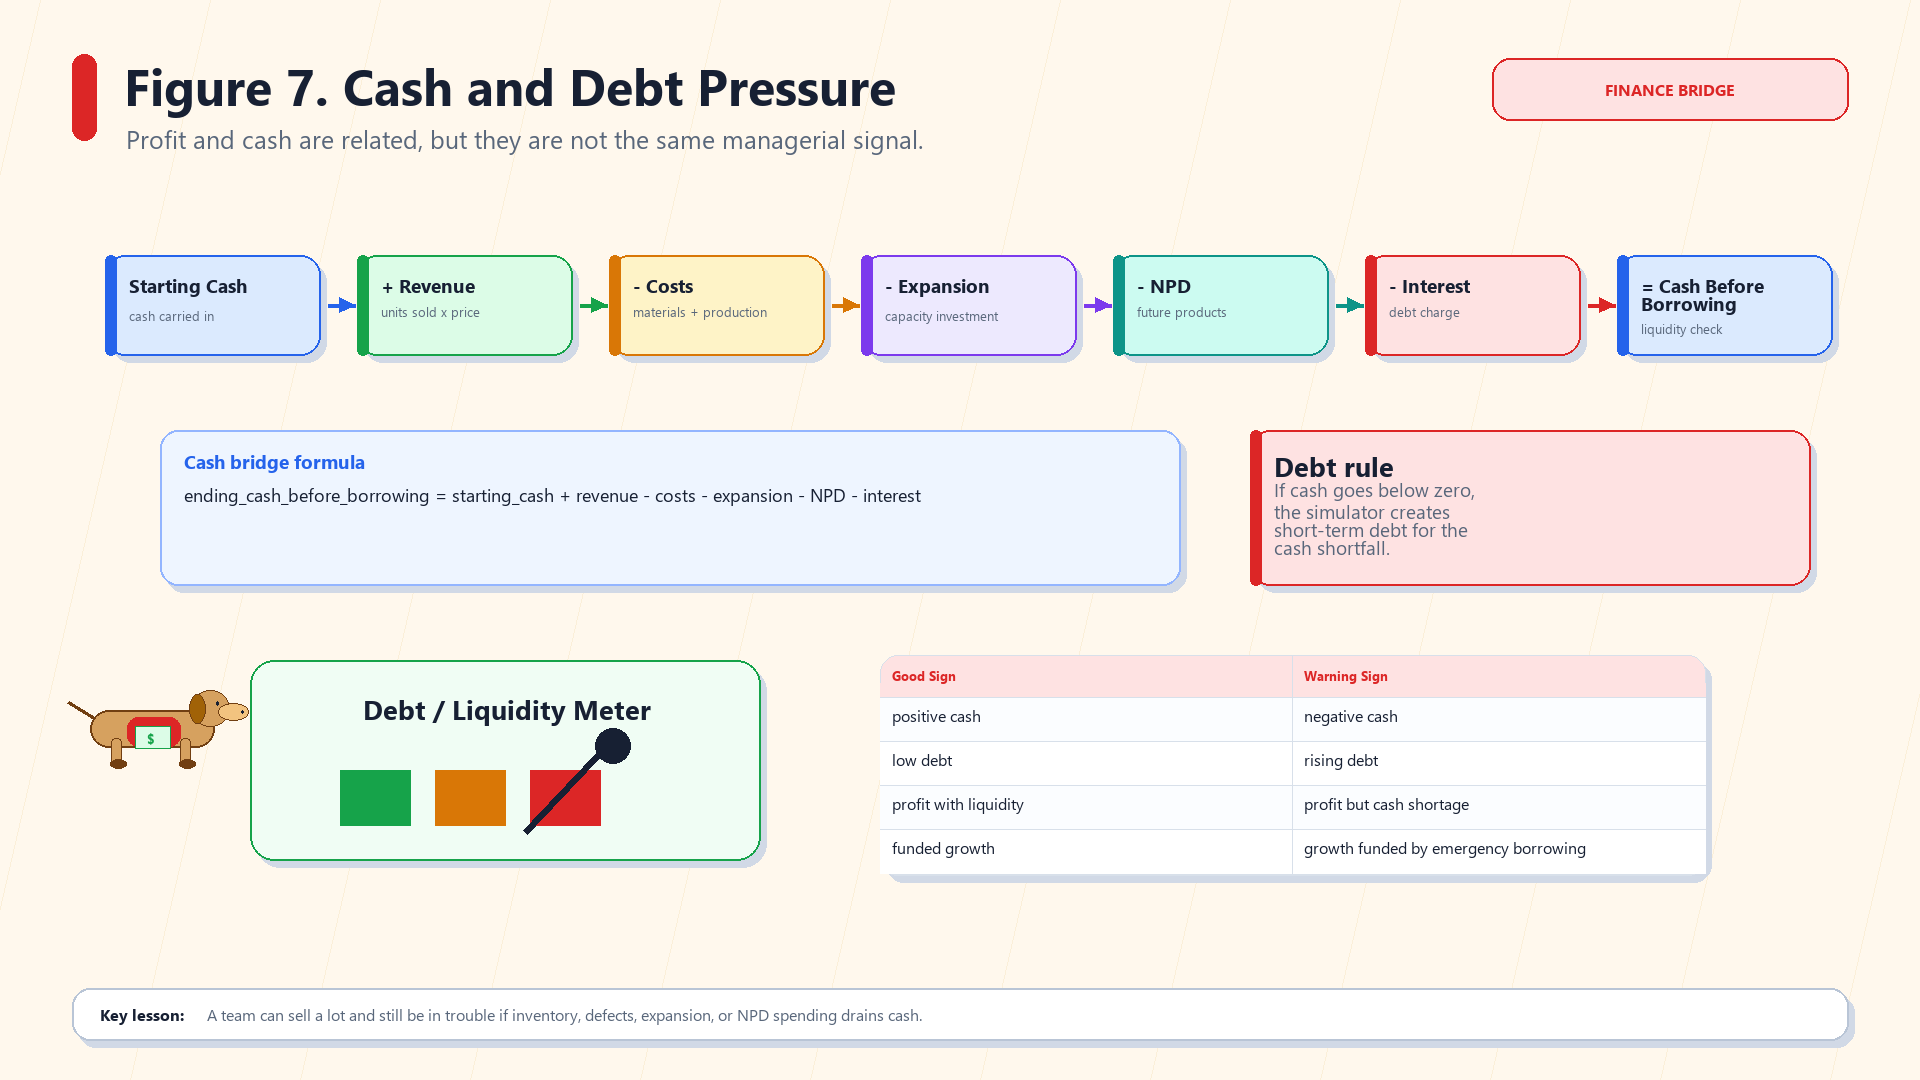 Figure 7. Cash and Debt Pressure
FINANCE BRIDGE
Profit and cash are related, but they are not the same managerial signal.
Starting Cash
cash carried in
+ Revenue
units sold x price
- Costs
materials + production
- Expansion
capacity investment
- NPD
future products
- Interest
debt charge
= Cash Before
Borrowing
liquidity check
Cash bridge formula
ending_cash_before_borrowing = starting_cash + revenue - costs - expansion - NPD - interest
Debt rule
If cash goes below zero,
the simulator creates
short-term debt for the
cash shortfall.
$
Debt / Liquidity Meter
Good Sign
Warning Sign
positive cash
negative cash
low debt
rising debt
profit with liquidity
profit but cash shortage
funded growth
growth funded by emergency borrowing
Key lesson: A team can sell a lot and still be in trouble if inventory, defects, expansion, or NPD spending drains cash.